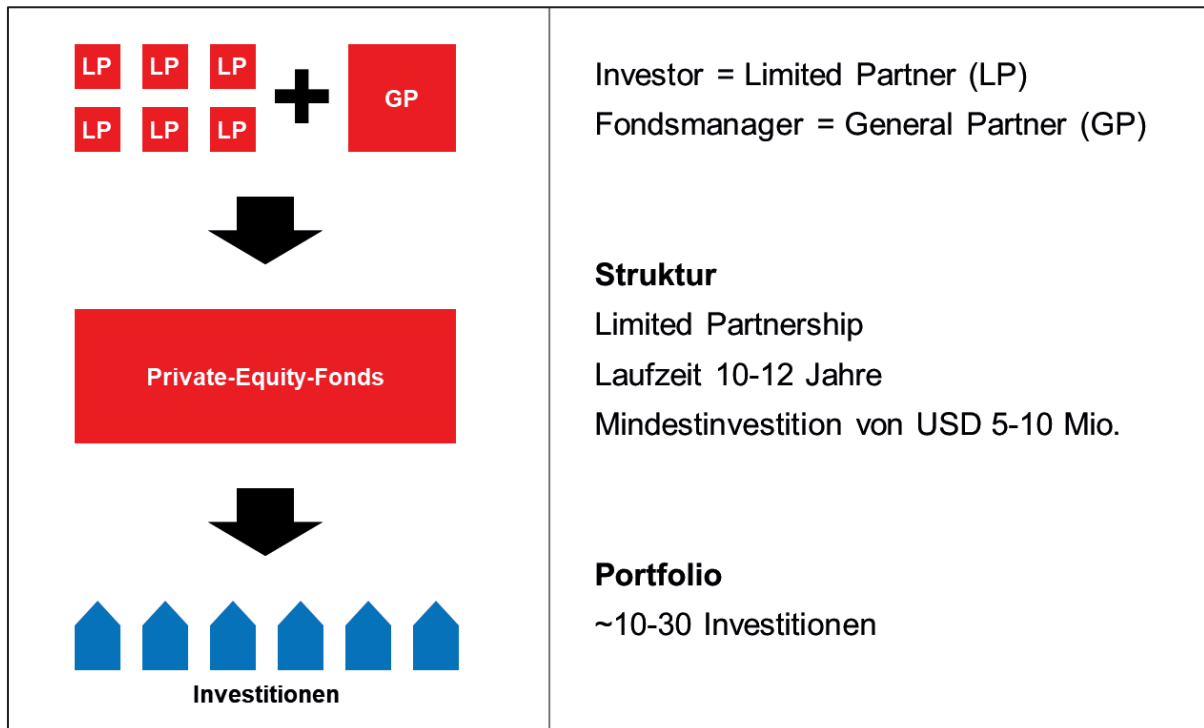 LP LP LP
GP
LP LP LP
Private-Equity-Fonds
Investitionen
Investor = Limited Partner (LP)
Fondsmanager = General Partner (GP)
Struktur
Limited Partnership
Laufzeit 10-12 Jahre
Mindestinvestition von USD 5-10 Mio.
Portfolio
~10-30 Investitionen